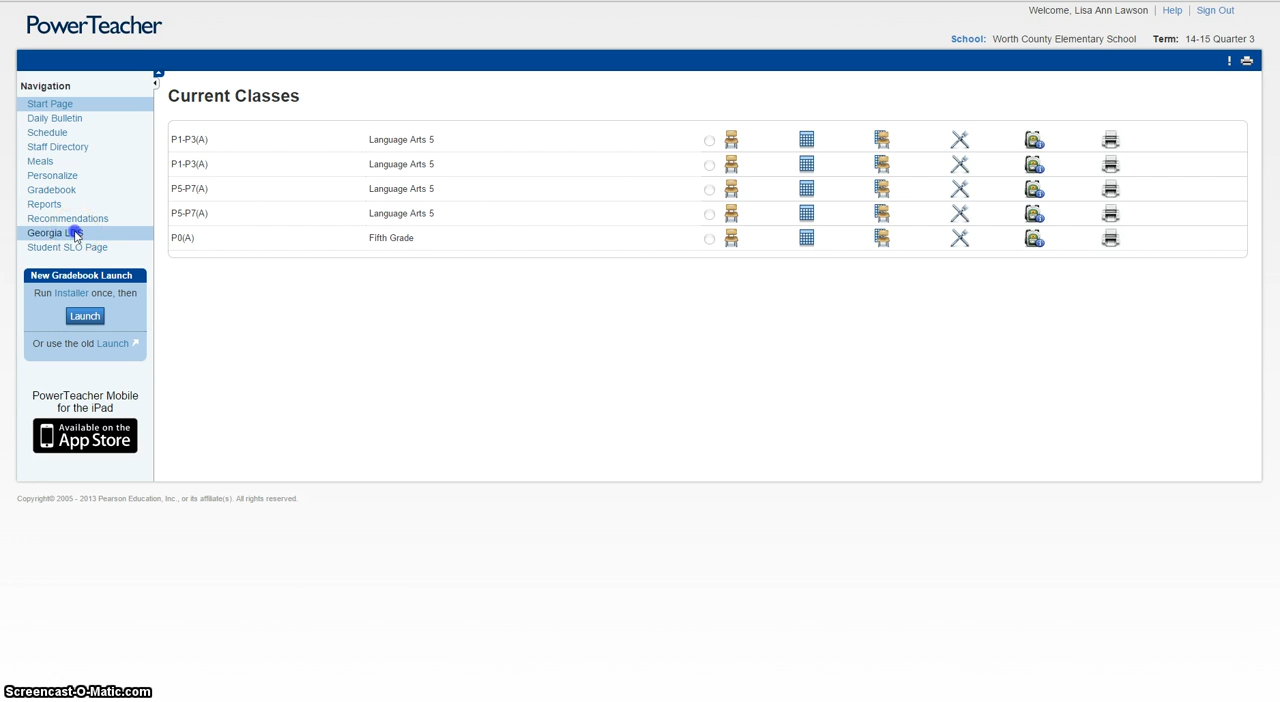 PowerTeacher
Welcome, Lisa Ann Lawson | Help | Sign Out
School: Worth County Elementary School Term: 14-15 Quarter 3
!
Navigation
Start Page
Daily Bulletin
Schedule
Staff Directory
Meals
Personalize
Gradebook
Reports
Recommendations
Georgia
Student SLO Page
New Gradebook Launch
Run Installer once, then
Launch
Or use the old Launch
PowerTeacher Mobile
for the iPad
Available on the
App Store
Current Classes
P1-P3(A) Language Arts 5
P1-P3(A) Language Arts 5
P5-P7(A) Language Arts 5
P5-P7(A) Language Arts 5
P0(A) Fifth Grade
Copyright© 2005 - 2013 Pearson Education, Inc., or its affiliate(s). All rights reserved.
Screencast-O-Matic.com